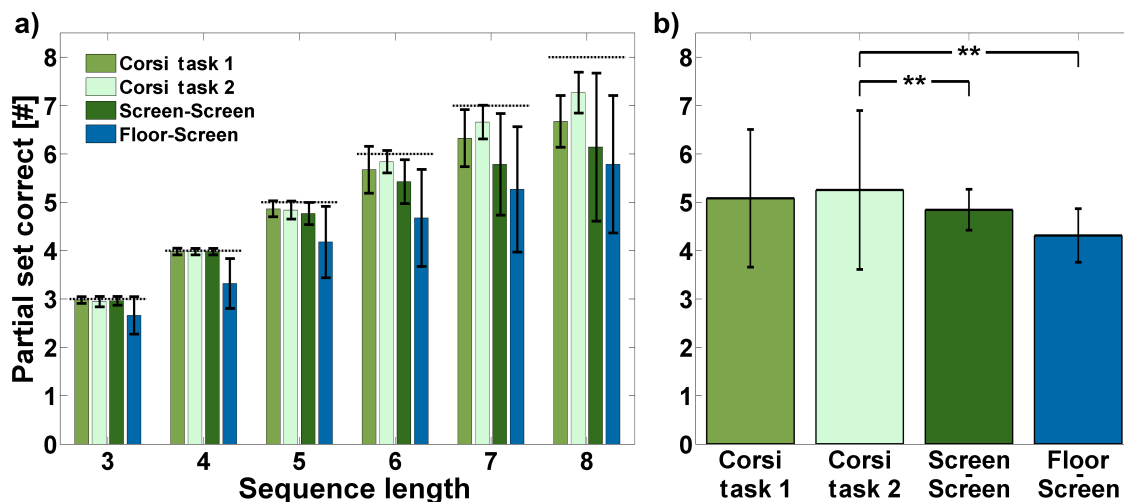 a)
Partial set correct [#]
8
7
6
5
4
3
2
1
0
Corsi task 1
Corsi task 2
Screen-Screen
Floor-Screen
3 4 5 6 7 8
Sequence length
b)
8
7
6
5
4
3
2
1
0
**
**
Corsi task 1
Corsi task 2
Screen - Screen
Floor - Screen